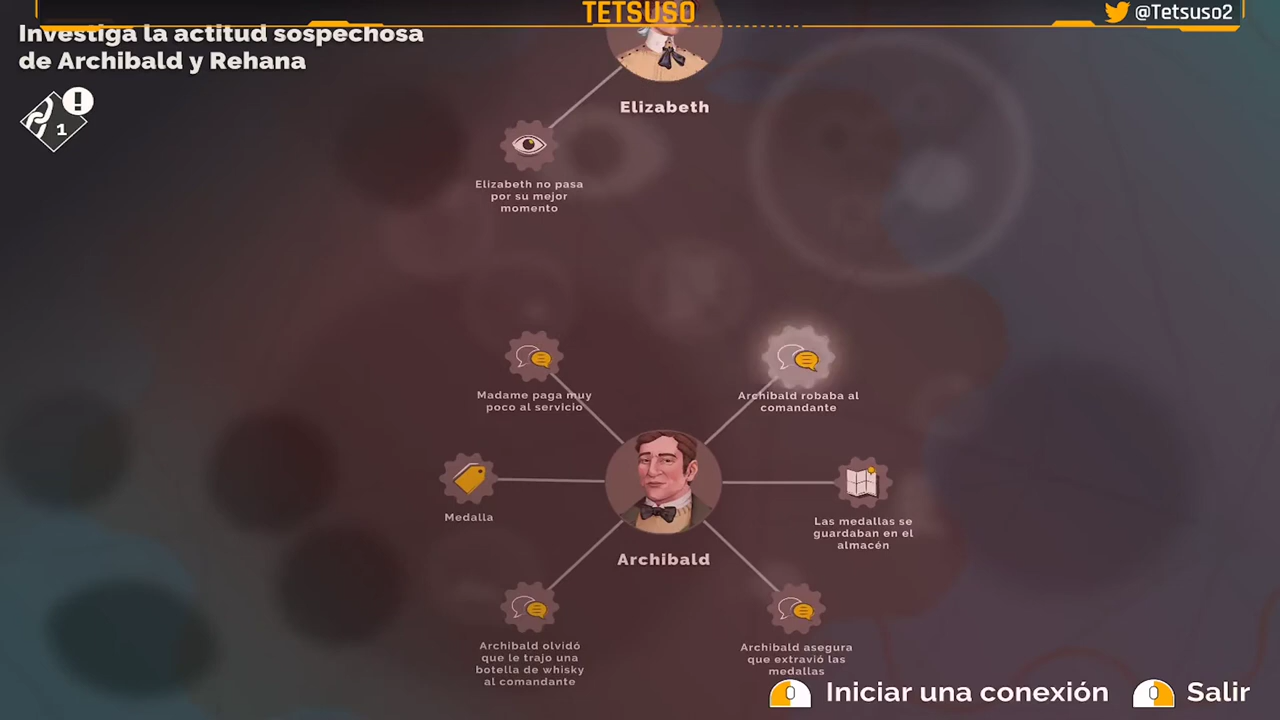 TETSUSO
@Tetsuso2
Investiga la actitud sospechosa
de Archibald y Rehana
1
Elizabeth
Elizabeth no pasa
por su mejor
momento
Madame paga muy
poco al servicio
Archibald robaba al
comandante
Medalla
Las medallas se
guardaban en el
almacén
Archibald
Archibald olvidó
que le trajo una
botella de whisky
al comandante
Archibald asegura
que extravió las
medallas
Iniciar una conexión
Salir